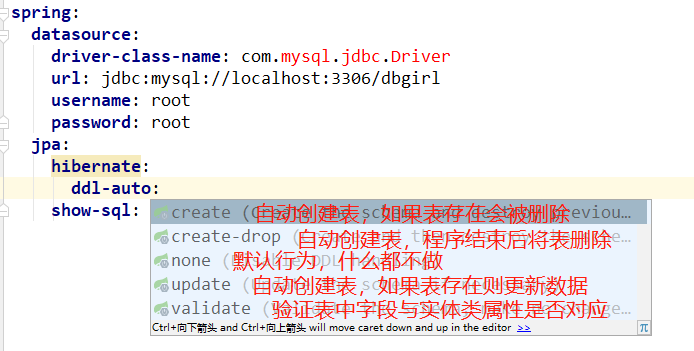 spring:
datasource:
driver-class-name: com.mysql.jdbc.Driver
url: jdbc:mysql://localhost:3306/dbgirl
username: root
password: root
jpa:
hibernate:
ddl-auto:
show-sql:
create (自动创建表，如果表存在会被删除 previou...
create-drop 自动创建表，程序结束后将表删除
none 默认行为，什么都不做
update 自动创建表，如果表存在则更新数据
validate 验证表中字段与实体类属性是否对应
Ctrl+向下箭头 and Ctrl+向上箭头 will move caret down and up in the editor >>
π